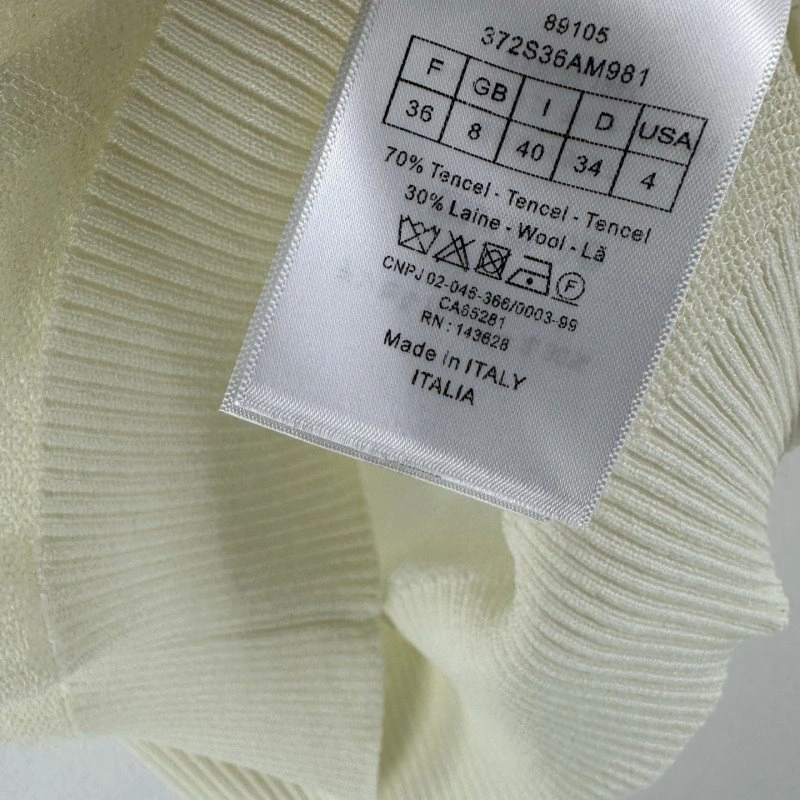 89105
372S36AM981
F GB I D USA
36 8 40 34 4
70% Tencel - Tencel - Tencel
30% Laine - Wool - Lã
F
CNPJ 02-046-366/0003-99
CA65281
RN : 143628
Made in ITALY
ITALIA